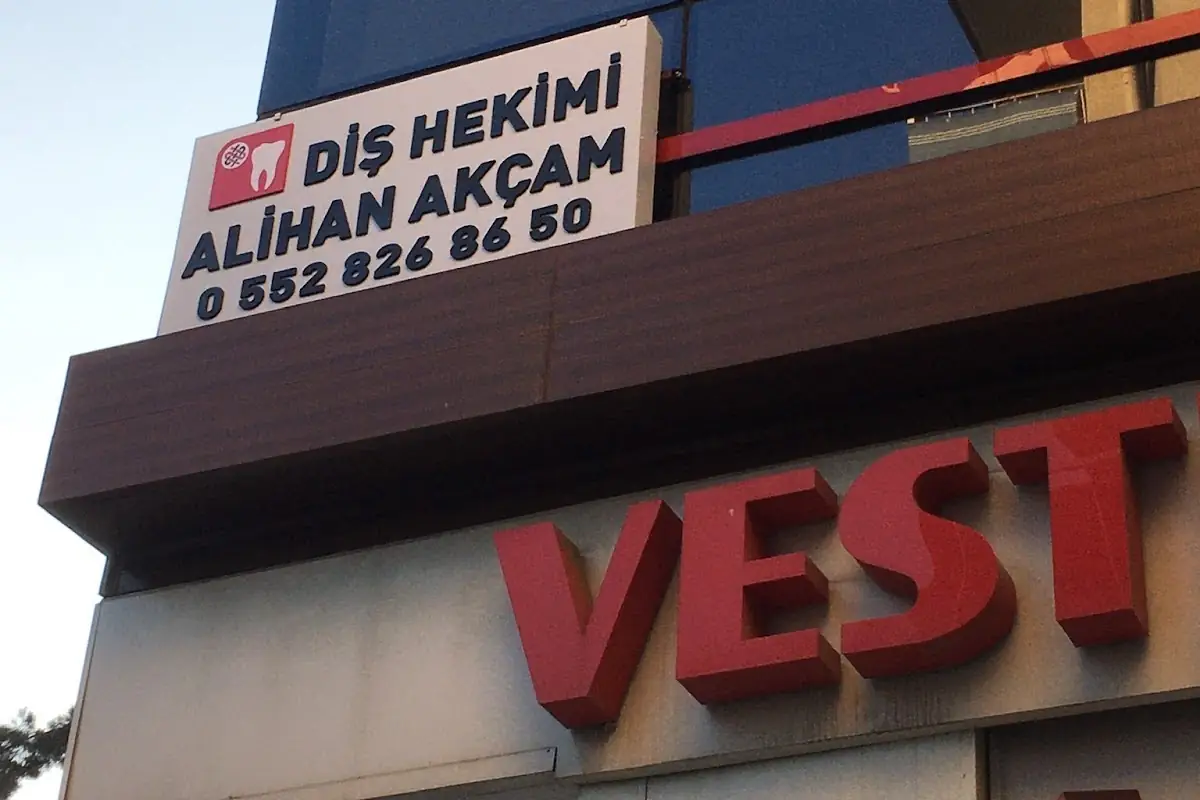 DİŞ HEKİMİ
ALİHAN AKÇAM
0 552 826 86 50
VEST